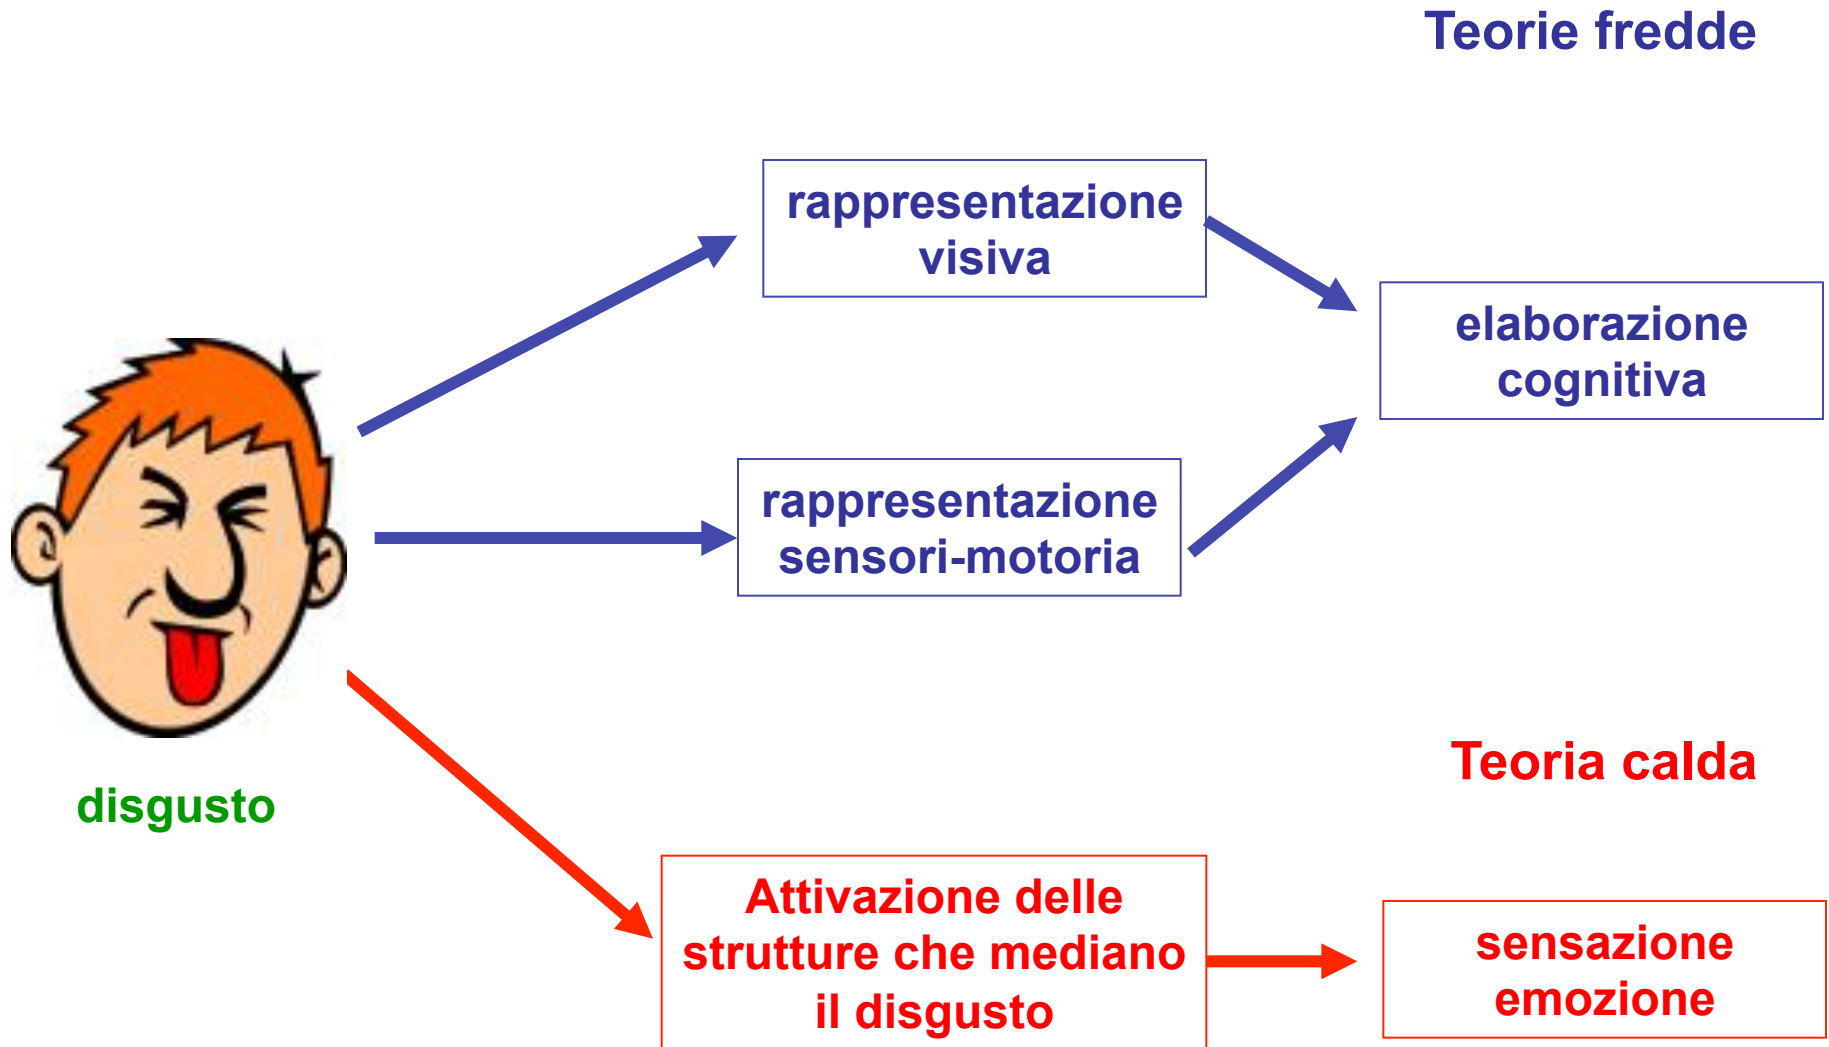 Teorie fredde
rappresentazione
visiva
elaborazione
cognitiva
rappresentazione
sensori-motoria
Teoria calda
disgusto
Attivazione delle
strutture che mediano
il disgusto
sensazione
emozione